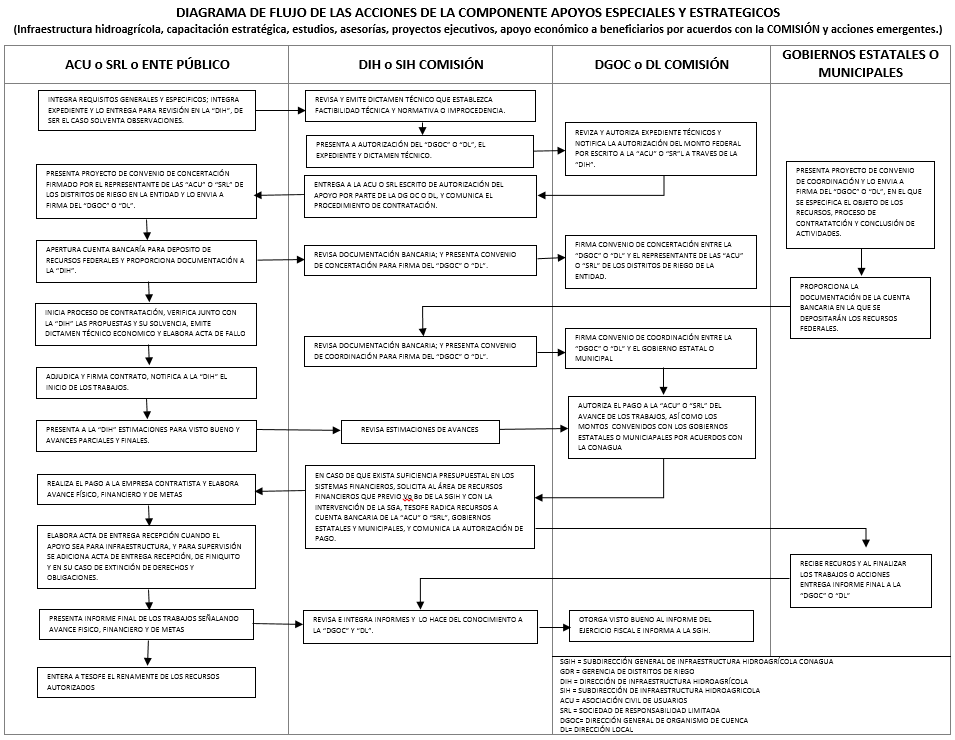 DIAGRAMA DE FLUJO DE LAS ACCIONES DE LA COMPONENTE APOYOS ESPECIALES Y ESTRATEGICOS
(Infraestructura hidroagrícola, capacitación estratégica, estudios, asesorías, proyectos ejecutivos, apoyo económico a beneficiarios por acuerdos con la COMISIÓN y acciones emergentes.)
ACU o SRL o ENTE PÚBLICO
DIH o SIH COMISIÓN
DGOC o DL COMISIÓN
GOBIERNOS ESTATALES O
MUNICIPALES
INTEGRA REQUISITOS GENERALES Y ESPECIFICOS; INTEGRA
EXPEDIENTE Y LO ENTREGA PARA REVISIÓN EN LA "DIH", DE
SER EL CASO SOLVENTA OBSERVACIONES.
REVISA Y EMITE DICTAMEN TÉCNICO QUE ESTABLEZCA
FACTIBILIDAD TÉCNICA Y NORMATIVA O IMPROCEDENCIA.
PRESENTA A AUTORIZACIÓN DEL "DGOC" O "DL", EL
EXPEDIENTE Y DICTAMEN TÉCNICO.
REVIZA Y AUTORIZA EXPEDIENTE TÉCNICOS Y
NOTIFICA LA AUTORIZACIÓN DEL MONTO FEDERAL
POR ESCRITO A LA "ACU" O "SR"L A TRAVES DE LA
"DIH".
ENTREGA A LA ACU O SRL ESCRITO DE AUTORIZACIÓN DEL
APOYO POR PARTE DE LA DG OC O DL, Y COMUNICA EL
PROCEDIMIENTO DE CONTRATACIÓN.
PRESENTA PROYECTO DE CONVENIO DE CONCERTACIÓN
FIRMADO POR EL REPRESENTANTE DE LAS "ACU" O "SRL" DE
LOS DISTRITOS DE RIEGO EN LA ENTIDAD Y LO ENVIA A
FIRMA DEL "DGOC" O "DL".
PRESENTA PROYECTO DE CONVENIO
DE COORDINACIÓN Y LO ENVIA A
FIRMA DEL "DGOC" O "DL", EN EL QUE
SE ESPECIFICA EL OBJETO DE LOS
RECURSOS, PROCESO DE
CONTRATATCIÓN Y CONCLUSIÓN DE
ACTIVIDADES.
APERTURA CUENTA BANCARÍA PARA DEPOSITO DE
RECURSOS FEDERALES Y PROPORCIONA DOCUMENTACIÓN A
LA "DIH".
REVISA DOCUMENTACIÓN BANCARIA; Y PRESENTA CONVENIO
DE CONCERTACIÓN PARA FIRMA DEL "DGOC" O "DL".
FIRMA CONVENIO DE CONCERTACIÓN ENTRE LA
"DGOC" O "DL" Y EL REPRESENTANTE DE LAS "ACU"
O "SRL" DE LOS DISTRITOS DE RIEGO DE LA
ENTIDAD.
PROPORCIONA LA
DOCUMENTACIÓN DE LA CUENTA
BANCARIA EN LA QUE SE
DEPOSITARÁN LOS RECURSOS
FEDERALES.
INICIA PROCESO DE CONTRATACIÓN, VERIFICA JUNTO CON
LA "DIH" LAS PROPUESTAS Y SU SOLVENCIA, EMITE
DICTAMEN TÉCNICO ECONOMICO Y ELABORA ACTA DE FALLO
REVISA DOCUMENTACIÓN BANCARIA; Y PRESENTA CONVENIO
DE COORDINACIÓN PARA FIRMA DEL "DGOC" O "DL".
FIRMA CONVENIO DE COORDINACIÓN ENTRE LA
"DGOC" O "DL" Y EL GOBIERNO ESTATAL O
MUNICIPAL
ADJUDICA Y FIRMA CONTRATO, NOTIFICA A LA "DIH" EL
INICIO DE LOS TRABAJOS.
PRESENTA A LA "DIH" ESTIMACIONES PARA VISTO BUENO Y
AVANCES PARCIALES Y FINALES.
REVISA ESTIMACIONES DE AVANCES
AUTORIZA EL PAGO A LA "ACU" O "SRL" DEL
AVANCE DE LOS TRABAJOS, ASÍ COMO LOS
MONTOS CONVENIDOS CON LOS GOBIERNOS
ESTATALES O MUNICIAPALES POR ACUERDOS CON
LA CONAGUA
REALIZA EL PAGO A LA EMPRESA CONTRATISTA Y ELABORA
AVANCE FÍSICO, FINANCIERO Y DE METAS
EN CASO DE QUE EXISTA SUFICIENCIA PRESUPUESTAL EN LOS
SISTEMAS FINANCIEROS, SOLICITA AL ÁREA DE RECURSOS
FINANCIEROS QUE PREVIO Vo Bo DE LA SGIH Y CON LA
INTERVENCIÓN DE LA SGA, TESOFE RADICA RECURSOS A
CUENTA BANCARIA DE LA "ACU" O "SRL", GOBIERNOS
ESTATALES Y MUNICIPALES, Y COMUNICA LA AUTORIZACIÓN DE
PAGO.
ELABORA ACTA DE ENTREGA RECEPCIÓN CUANDO EL
APOYO SEA PARA INFRAESTRUCTURA, Y PARA SUPERVISIÓN
SE ADICIONA ACTA DE ENTREGA RECEPCIÓN, DE FINIQUITO
Y EN SU CASO DE EXTINCIÓN DE DERECHOS Y
OBLIGACIONES.
RECIBE RECUROS Y AL FINALIZAR
LOS TRABAJOS O ACCIONES
ENTREGA INFORME FINAL A LA
"DGOC" O "DL"
PRESENTA INFORME FINAL DE LOS TRABAJOS SEÑALANDO
AVANCE FISICO, FINANCIERO Y DE METAS
REVISA E INTEGRA INFORMES Y LO HACE DEL CONOCIMIENTO A
LA "DGOC" Y "DL".
OTORGA VISTO BUENO AL INFORME DEL
EJERCICIO FISCAL E INFORMA A LA SGIH.
ENTERA A TESOFE EL RENAMENTE DE LOS RECURSOS
AUTORIZADOS
SGIH = SUBDIRECCIÓN GENERAL DE INFRAESTRUCTURA HIDROAGRÍCOLA CONAGUA
GDR = GERENCIA DE DISTRITOS DE RIEGO
DIH = DIRECCIÓN DE INFRAESTRUCTURA HIDROAGRÍCOLA
SIH = SUBDIRECCIÓN DE INFRAESTRUCTURA HIDROAGRICOLA
ACU = ASOCIACIÓN CIVIL DE USUARIOS
SRL = SOCIEDAD DE RESPONSABILIDAD LIMITADA
DGOC= DIRECCIÓN GENERAL DE ORGANISMO DE CUENCA
DL= DIRECCIÓN LOCAL